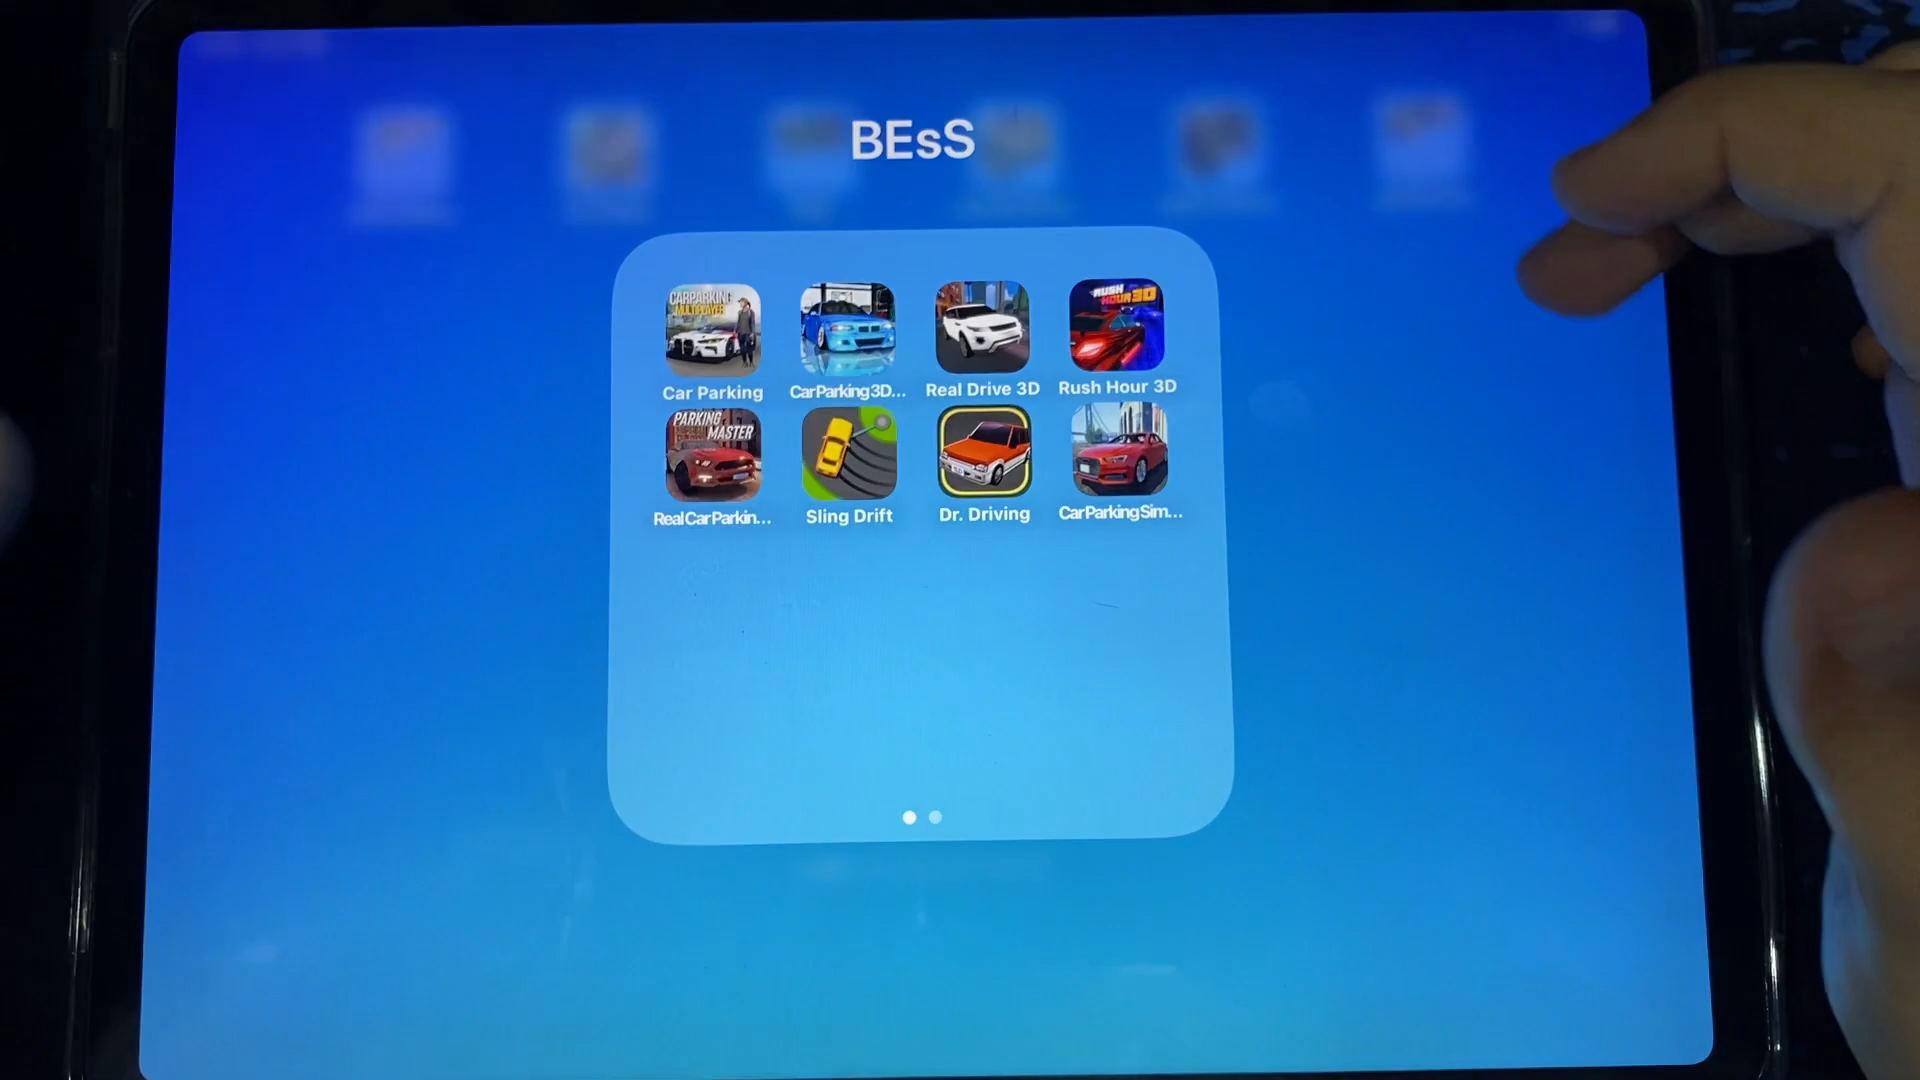 BEsS
CARPARKING
MULTIPLAYER
RUSH
HOUR 3D
Car Parking
CarParking3D...
Real Drive 3D
Rush Hour 3D
PARKING
MASTER
RealCarParkin...
Sling Drift
Dr. Driving
CarParkingSim...